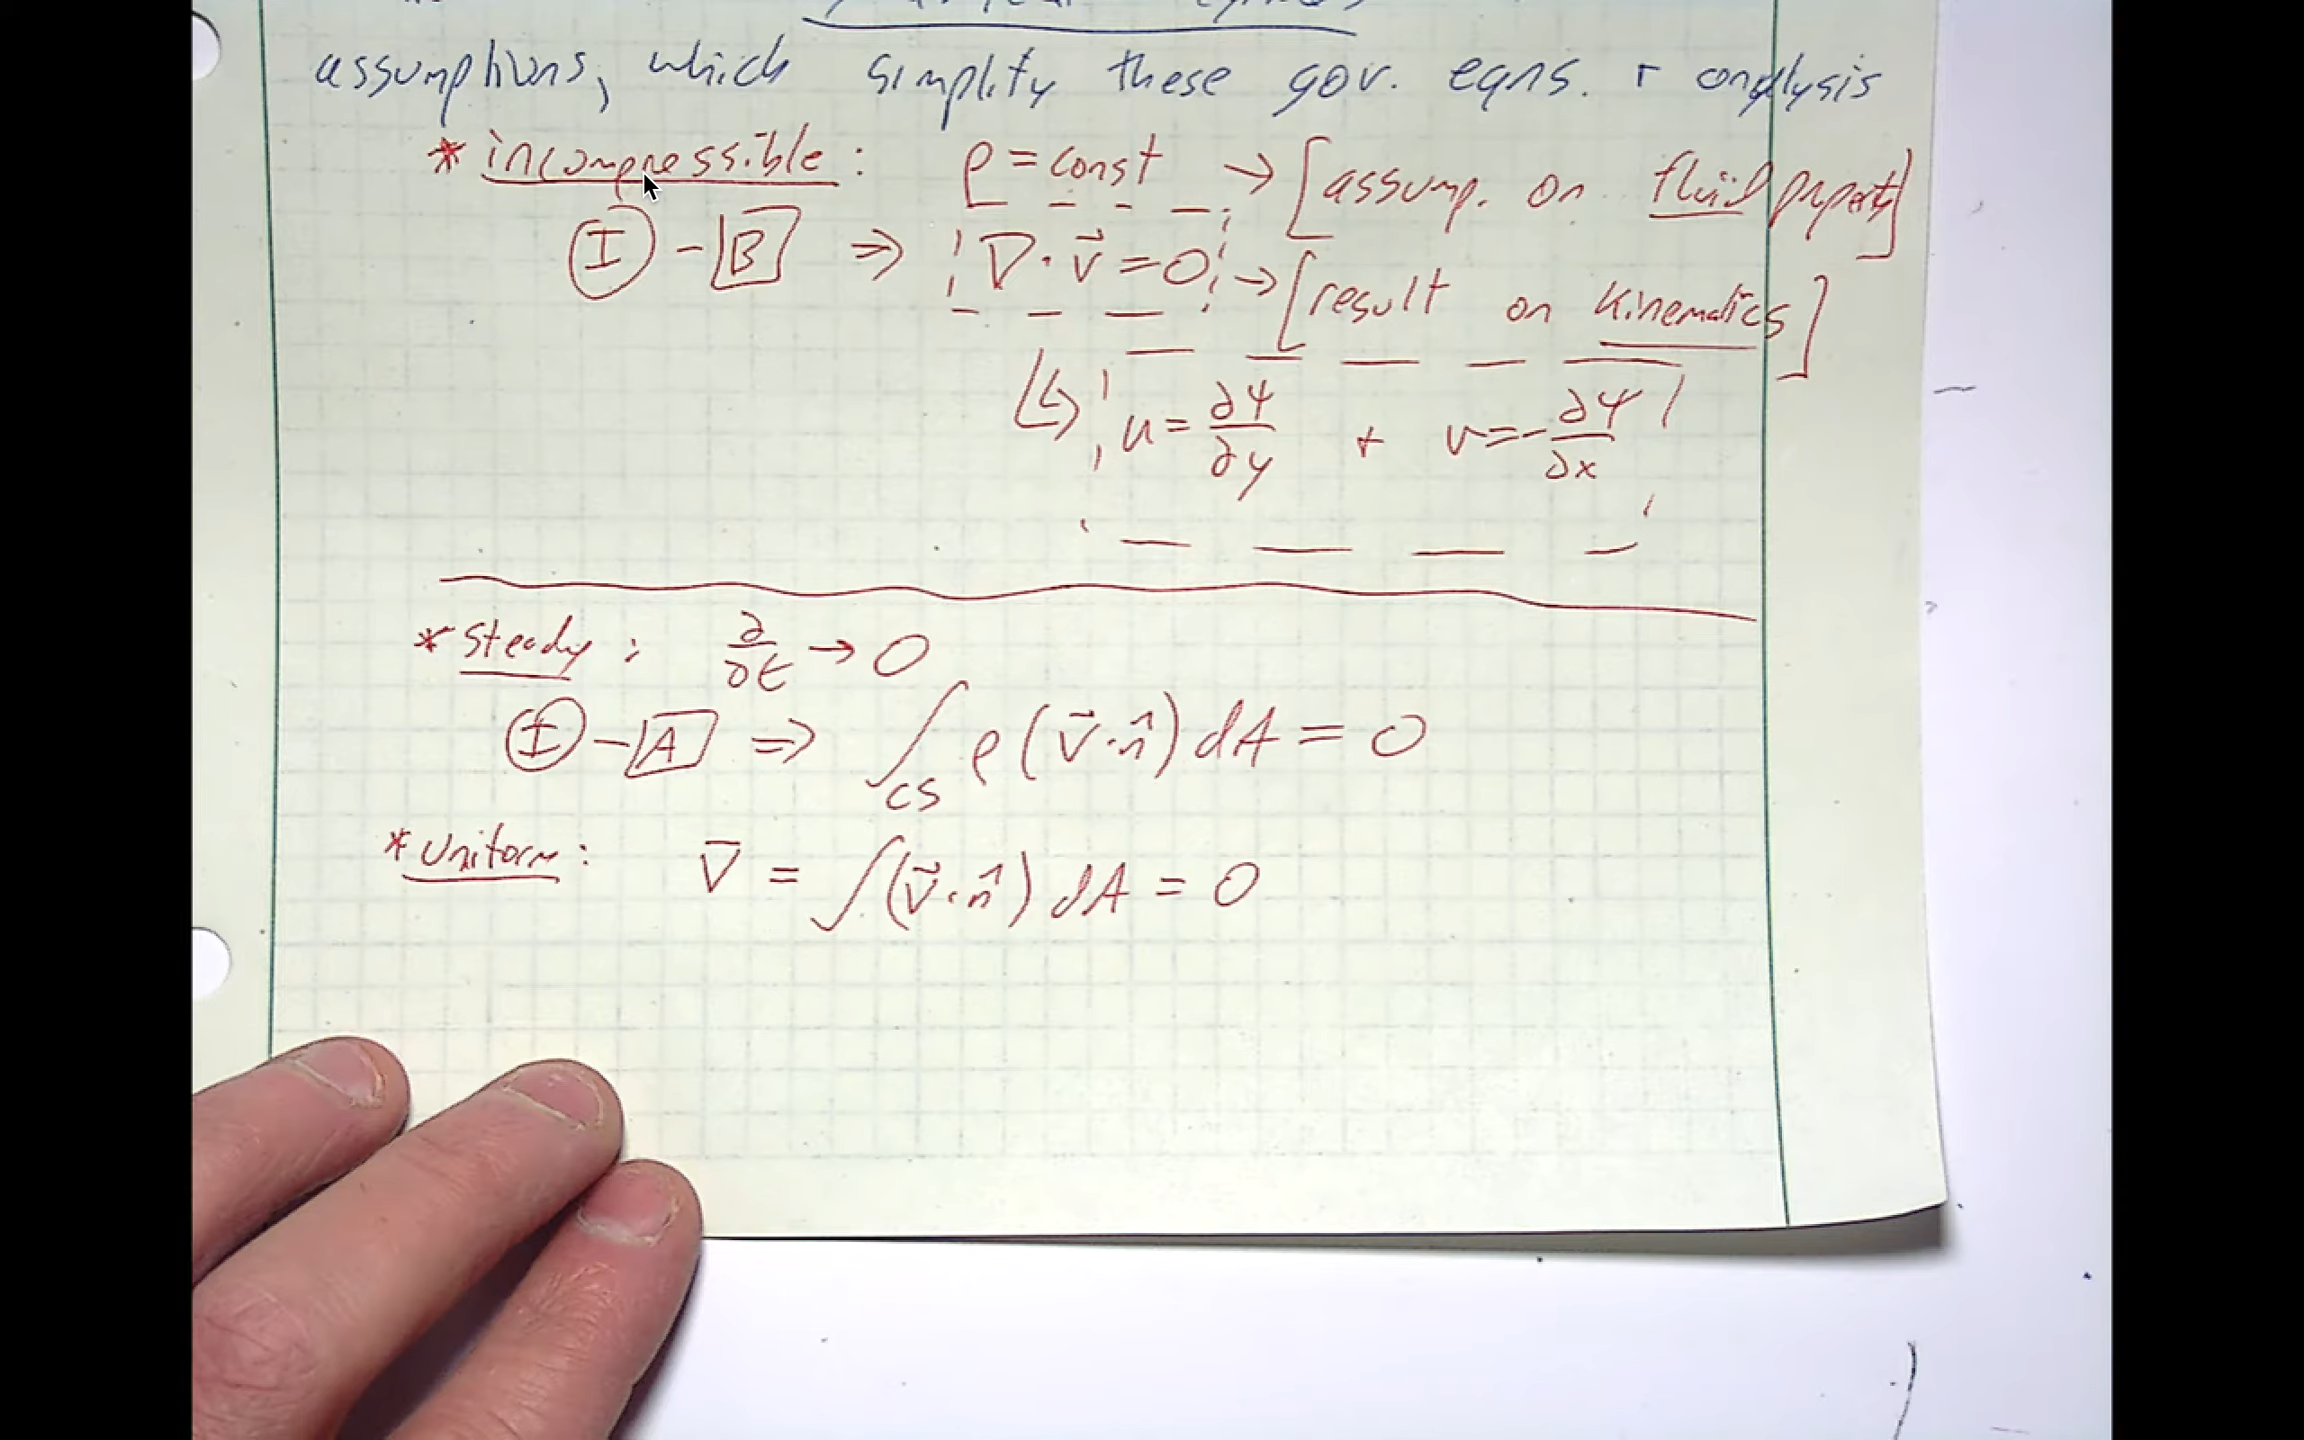 assumptions, which simplify these gov. eqns. + analysis
* incompressible: ρ = const → [assump. on fluid property]
Ⓘ - [B] ⇒ ∇·v⃗ = 0 → [result on kinematics]
↳ u = ∂Ψ/∂y + v = -∂Ψ/∂x
* steady: ∂/∂t → 0
Ⓘ - [A] ⇒ ∫_CS ρ(v⃗·n̂) dA = 0
* Uniform: V̄ = ∫(v⃗·n̂) dA = 0